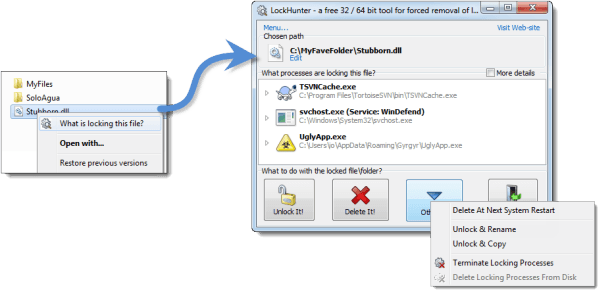 MyFiles
SoloAgua
Stubborn.dll
What is locking this file?
Open with...
Restore previous versions
LockHunter - a free 32 / 64 bit tool for forced removal of l...
Menu...
Visit Web-site
Chosen path
C:\MyFaveFolder\Stubborn.dll
Edit
What processes are locking this file?
More details
TSVNCache.exe
C:\Program Files\TortoiseSVN\bin\TSVNCache.exe
svchost.exe (Service: WinDefend)
C:\Windows\System32\svchost.exe
UglyApp.exe
C:\Users\lo\AppData\Roaming\Gyrgyr\UglyApp.exe
What to do with the locked file\folder?
Unlock It!
Delete It!
Oth
Delete At Next System Restart
Unlock & Rename
Unlock & Copy
Terminate Locking Processes
Delete Locking Processes From Disk